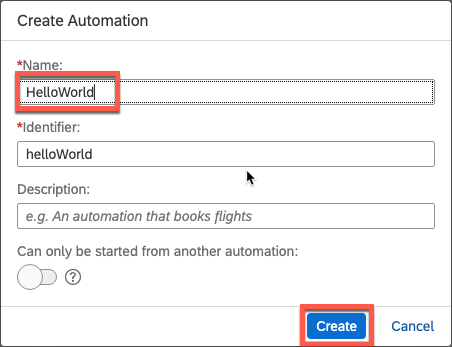 Create Automation
*Name:
HelloWorld
*Identifier:
helloWorld
Description:
e.g. An automation that books flights
Can only be started from another automation:
?
Create Cancel